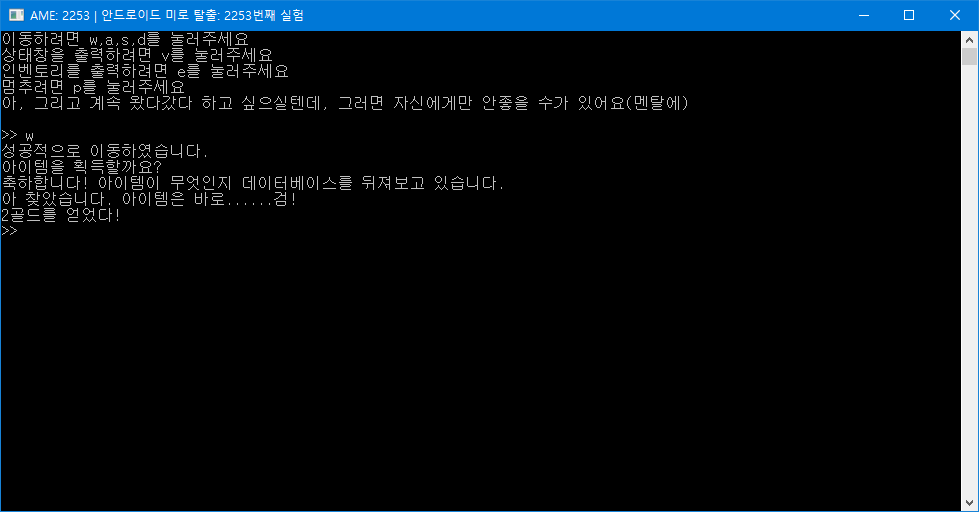 AME: 2253 | 안드로이드 미로 탈출: 2253번째 실험
이동하려면 w,a,s,d를 눌러주세요
상태창을 출력하려면 v를 눌러주세요
인벤토리를 출력하려면 e를 눌러주세요
멈추려면 p를 눌러주세요
아, 그리고 계속 왔다갔다 하고 싶으실텐데, 그러면 자신에게만 안좋을 수가 있어요(멘탈에)
>> w
성공적으로 이동하였습니다.
아이템을 획득할까요?
축하합니다! 아이템이 무엇인지 데이터베이스를 뒤져보고 있습니다.
아 찾았습니다. 아이템은 바로......검!
2골드를 얻었다!
>>